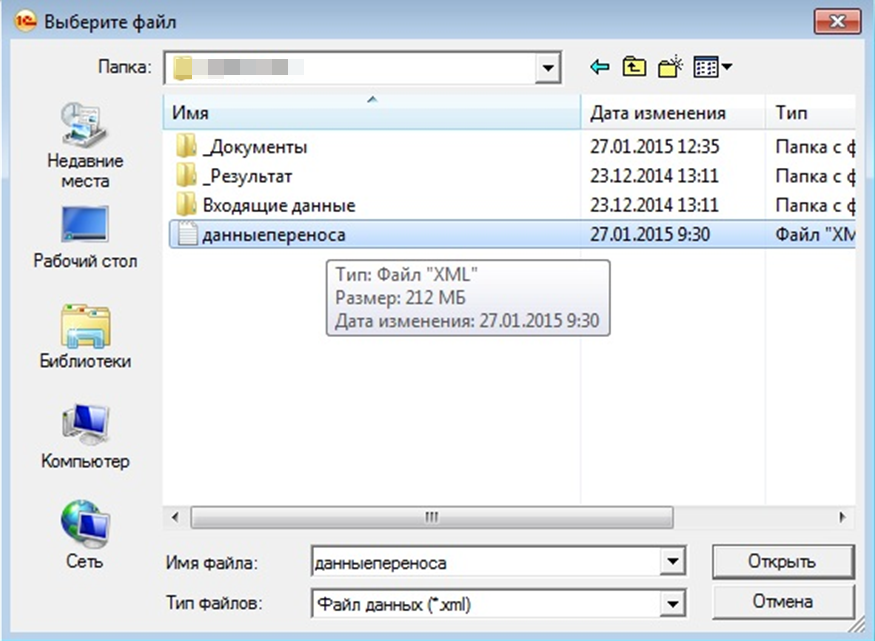 Выберите файл
Папка:
Имя Дата изменения Тип
_Документы 27.01.2015 12:35 Папка с ф
_Результат 23.12.2014 13:11 Папка с ф
Входящие данные 23.12.2014 13:11 Папка с ф
данныепереноса 27.01.2015 9:30 Файл "XM
Тип: Файл "XML"
Размер: 212 МБ
Дата изменения: 27.01.2015 9:30
Недавние
места
Рабочий стол
Библиотеки
Компьютер
Сеть
Имя файла: данныепереноса Открыть
Тип файлов: Файл данных (*.xml) Отмена